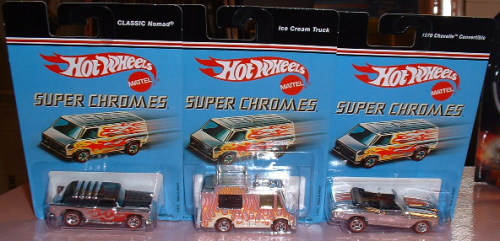 CLASSIC Nomad®
HOT WHEELS
MATTEL
SUPER CHROMES
Ice Cream Truck
HOT WHEELS
MATTEL
SUPER CHROMES
1970 Chevelle® Convertible
HOT WHEELS
MATTEL
SUPER CHROMES